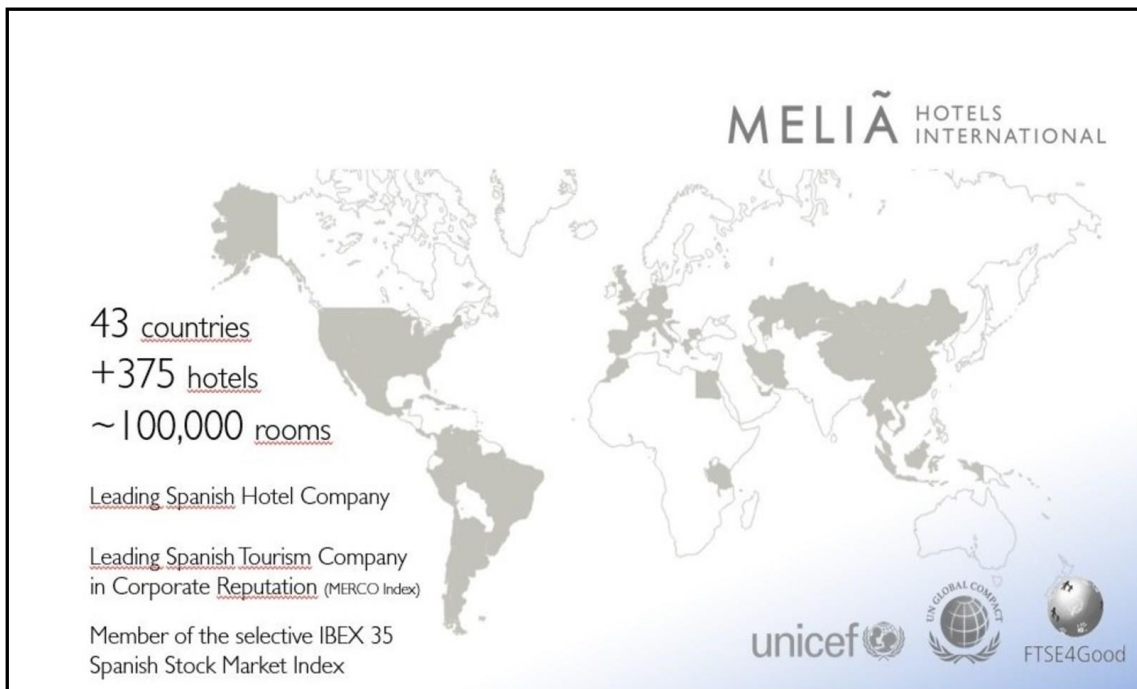 MELIÃ HOTELS
INTERNATIONAL
43 countries
+375 hotels
~100,000 rooms
Leading Spanish Hotel Company
Leading Spanish Tourism Company
in Corporate Reputation (MERCO Index)
Member of the selective IBEX 35
Spanish Stock Market Index
unicef
UN GLOBAL COMPACT
FTSE4Good